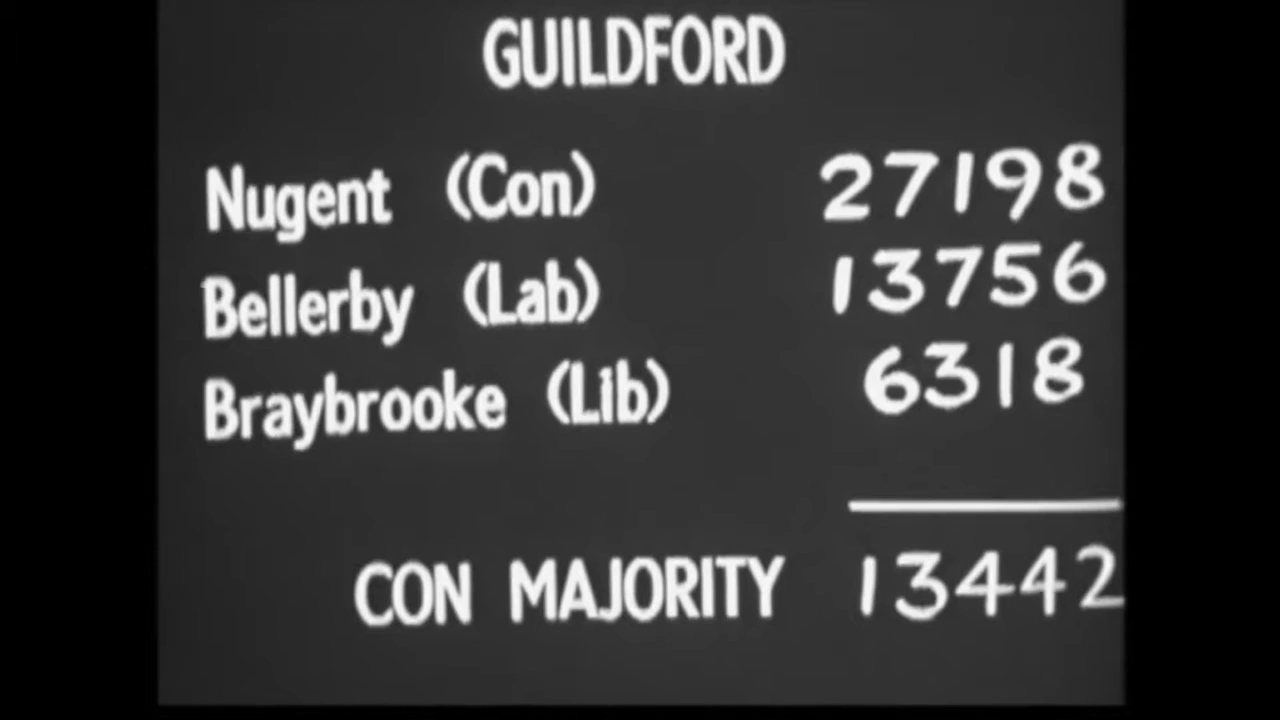 GUILDFORD
Nugent (Con) 27198
Bellerby (Lab) 13756
Braybrooke (Lib) 6318
CON MAJORITY 13442